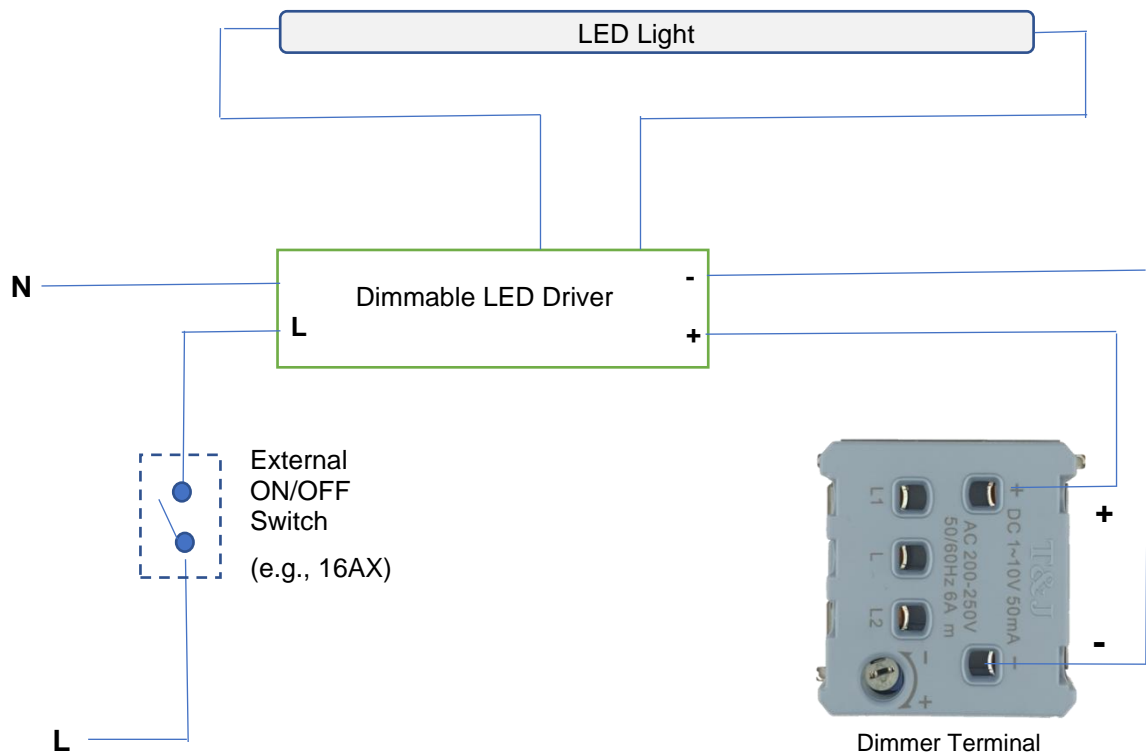 LED Light
N
Dimmable LED Driver
-
L
+
External
ON/OFF
Switch
(e.g., 16AX)
L1
L
L2
+ DC 1~10V 50mA -
AC 200-250V
50/60Hz 6A m
T&J
-
+
+
-
L
Dimmer Terminal